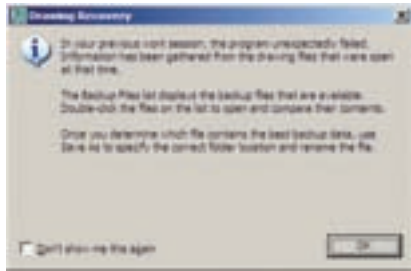 Drawing Recovery
In your previous work session, the program unexpectedly failed.
Information has been gathered from the drawing files that were open
at that time.
The Backup Files list displays the backup files that are available.
Double-click the files on the list to open and compare their contents.
Once you determine which file contains the best backup data, use
Save As to specify the correct folder location and rename the file.
Don't show me this again
OK